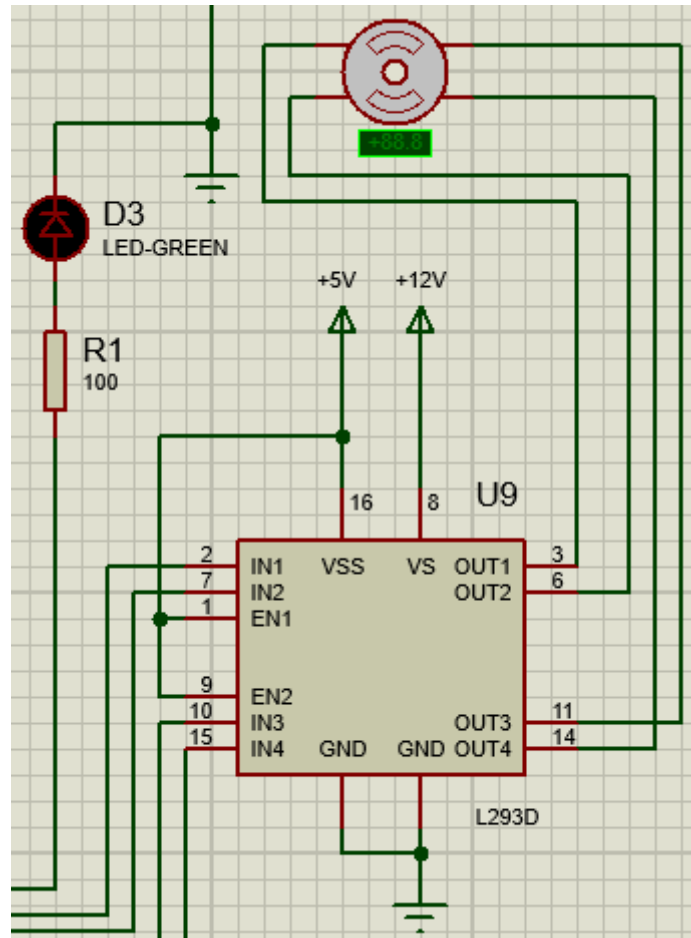 +88.8
D3
LED-GREEN
+5V +12V
R1
100
16 8 U9
2 IN1 VSS VS OUT1 3
7 IN2 OUT2 6
1 EN1
9 EN2
10 IN3 OUT3 11
15 IN4 GND GND OUT4 14
L293D